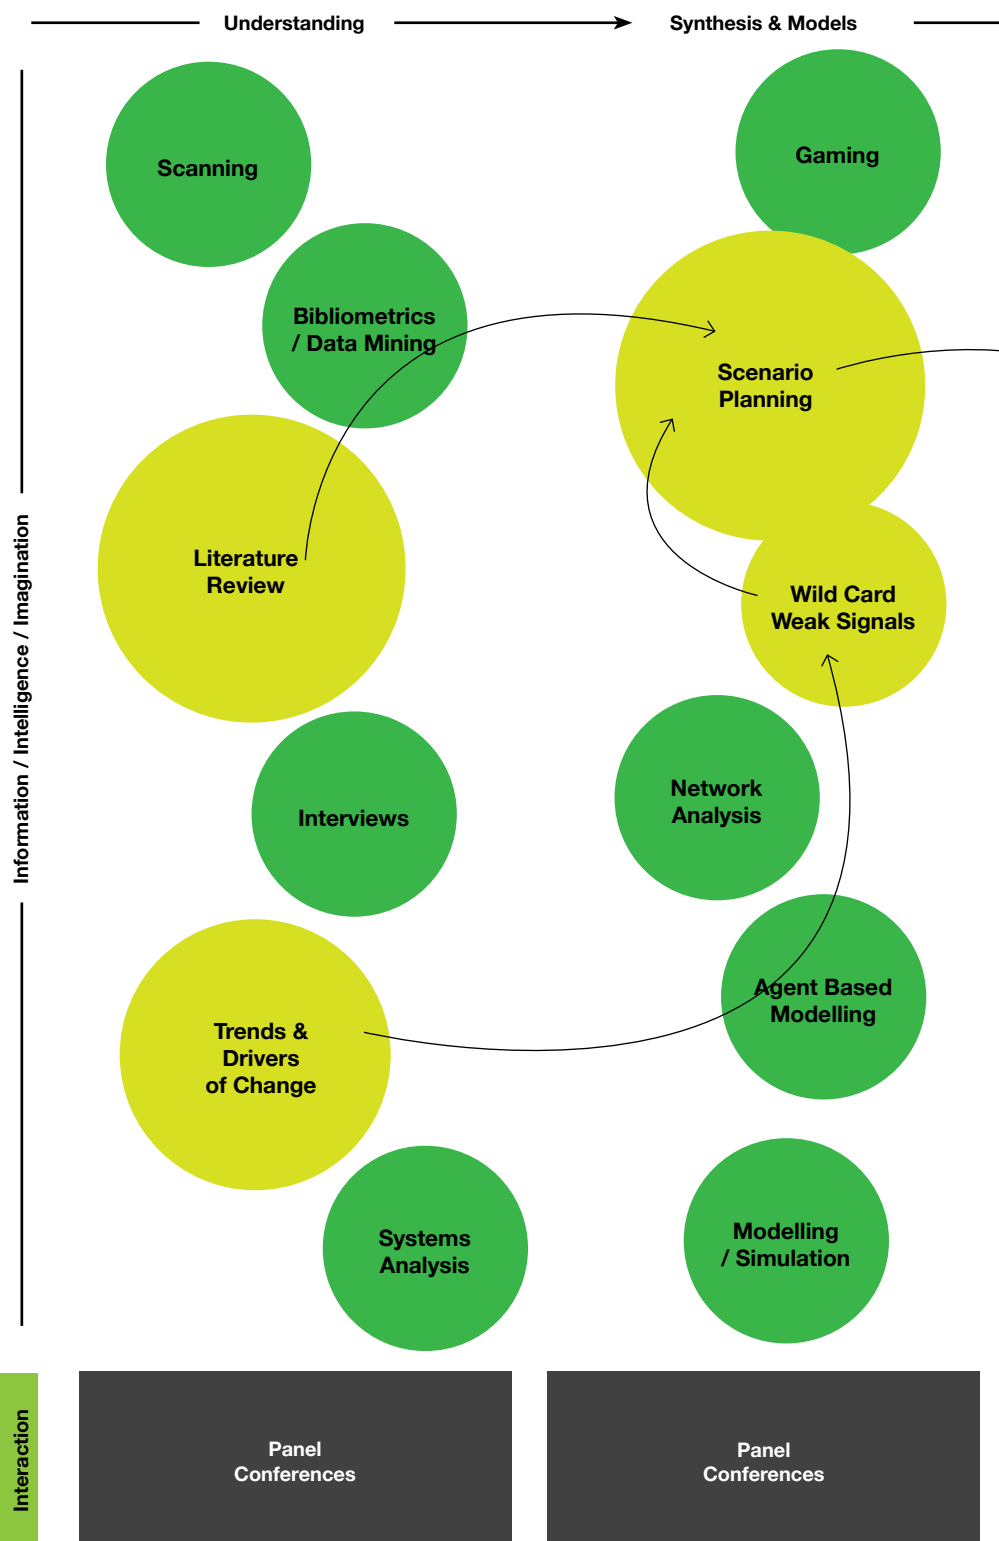 Understanding
Synthesis & Models
Information / Intelligence / Imagination
Scanning
Bibliometrics
/ Data Mining
Literature
Review
Interviews
Trends &
Drivers
of Change
Systems
Analysis
Gaming
Scenario
Planning
Wild Card
Weak Signals
Network
Analysis
Agent Based
Modelling
Modelling
/ Simulation
Interaction
Panel
Conferences
Panel
Conferences